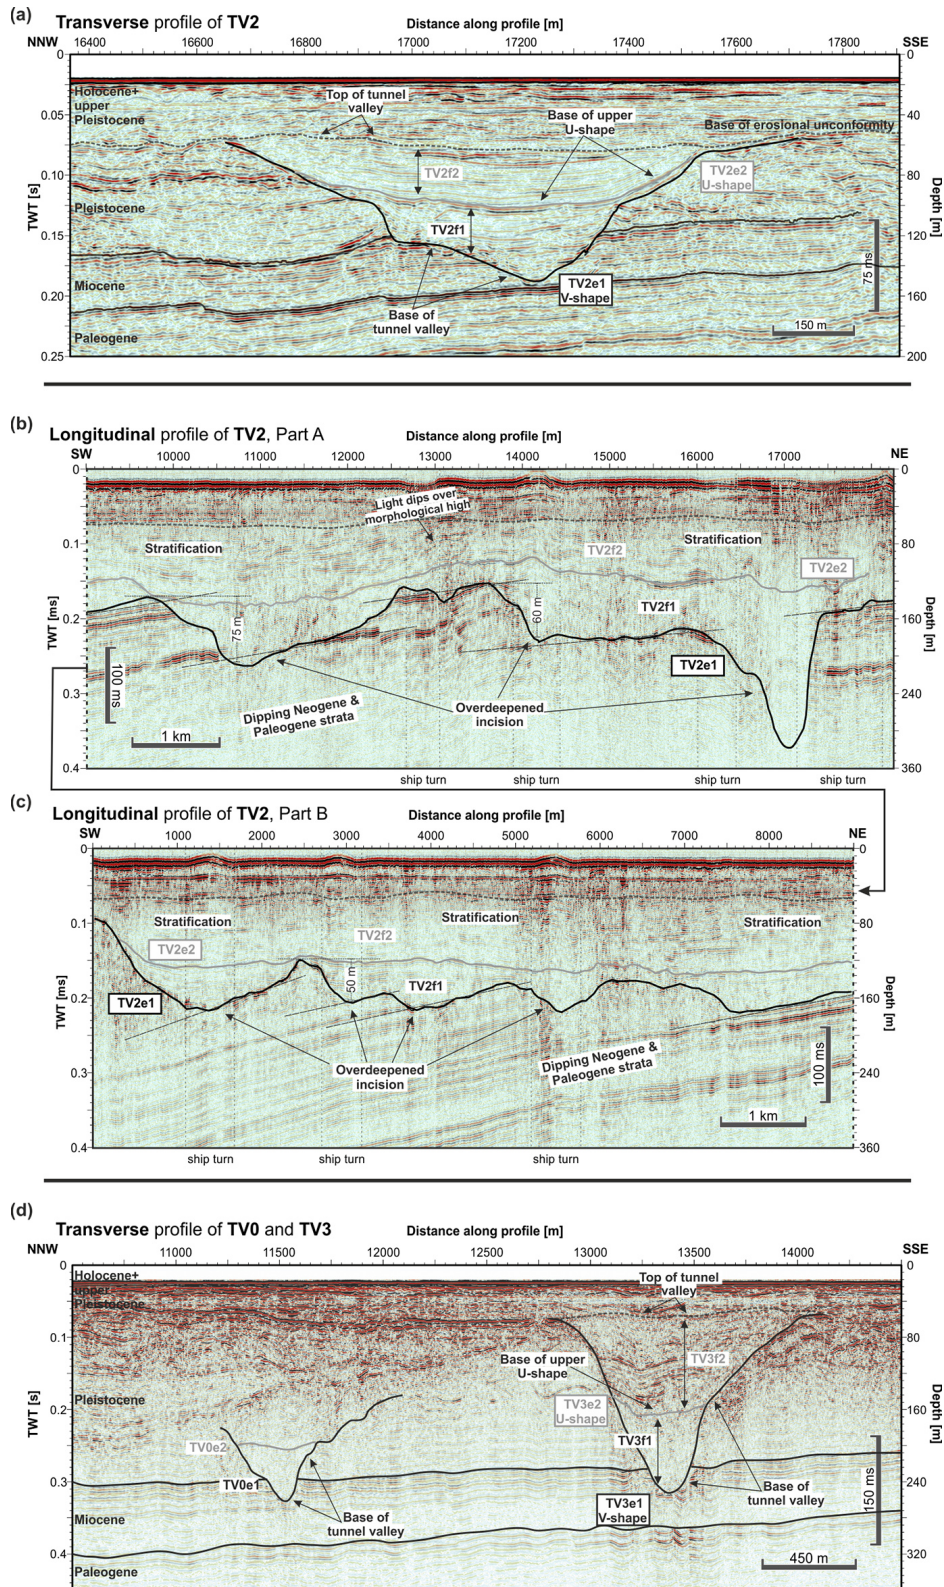 (a)
Transverse profile of TV2
Distance along profile [m]
NNW
SSE
16400 16600 16800 17000 17200 17400 17600 17800
0
0.05
0.10
0.15
0.20
0.25
TWT [s]
0
40
80
120
160
200
Depth [m]
Holocene+
upper
Pleistocene
Pleistocene
Miocene
Paleogene
Top of tunnel
valley
Base of upper
U-shape
Base of erosional unconformity
TV2f2
TV2e2
U-shape
TV2f1
Base of
tunnel valley
TV2e1
V-shape
75 ms
150 m
(b)
Longitudinal profile of TV2, Part A
Distance along profile [m]
SW
NE
10000 11000 12000 13000 14000 15000 16000 17000
0
0.1
0.2
0.3
0.4
TWT [ms]
0
80
160
240
360
Depth [m]
Light dips over
morphological high
Stratification
TV2f2
Stratification
TV2e2
75 m
60 m
TV2f1
TV2e1
100 ms
1 km
Dipping Neogene &
Paleogene strata
Overdeepened
incision
ship turn
ship turn
ship turn
ship turn
(c)
Longitudinal profile of TV2, Part B
Distance along profile [m]
SW
NE
1000 2000 3000 4000 5000 6000 7000 8000
0
0.1
0.2
0.3
0.4
TWT [ms]
0
80
160
240
360
Depth [m]
Stratification
Stratification
Stratification
TV2e2
TV2f2
TV2e1
50 m
TV2f1
Overdeepened
incision
Dipping Neogene &
Paleogene strata
100 ms
1 km
ship turn
ship turn
ship turn
(d)
Transverse profile of TV0 and TV3
Distance along profile [m]
NNW
SSE
11000 11500 12000 12500 13000 13500 14000
0
0.1
0.2
0.3
0.4
TWT [s]
0
80
160
240
320
Depth [m]
Holocene+
upper
Pleistocene
Pleistocene
Miocene
Paleogene
Top of tunnel
valley
Base of upper
U-shape
TV3f2
TV3e2
U-shape
TV3f1
TV0e2
TV0e1
Base of
tunnel valley
TV3e1
V-shape
Base of
tunnel valley
150 ms
450 m